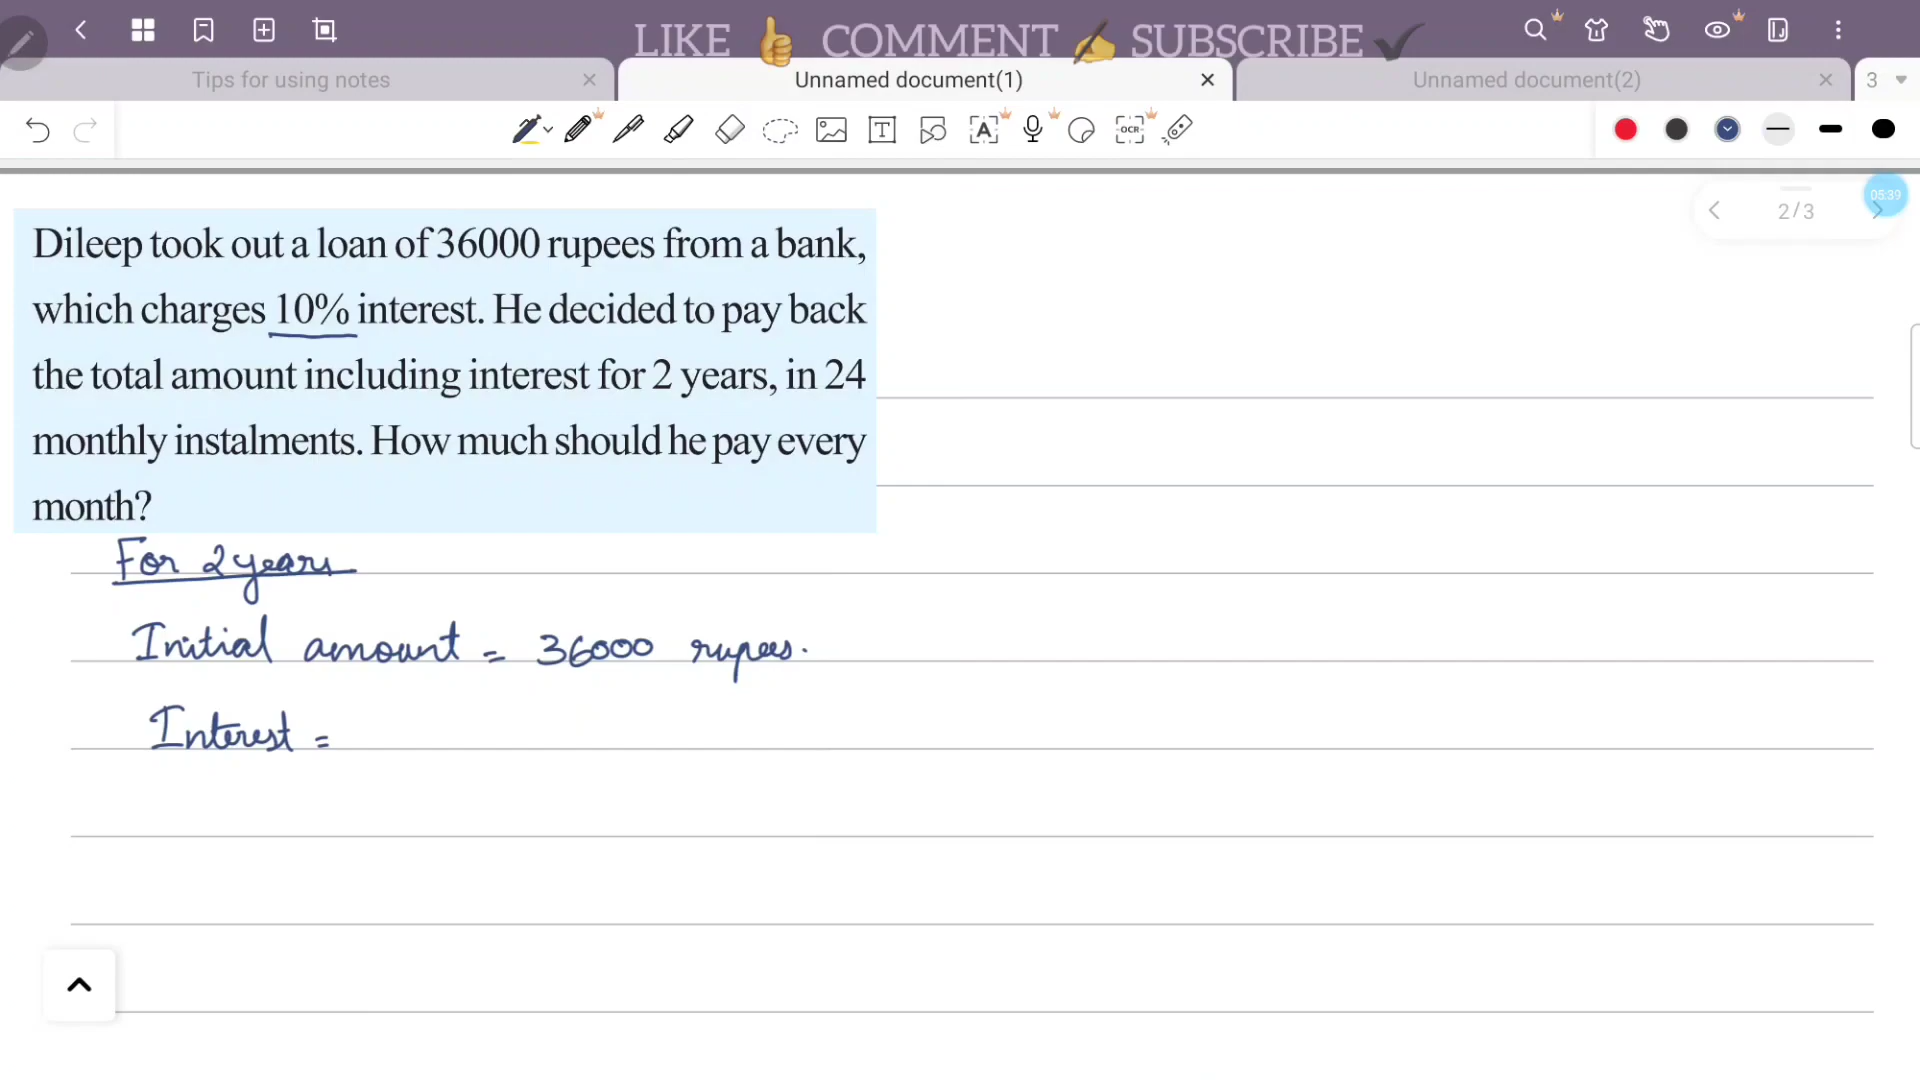 LIKE 👍 COMMENT ✍ SUBSCRIBE ✔
Tips for using notes
Unnamed document(1)
Unnamed document(2)
3
T
A
OCR
05:39
2/3
Dileep took out a loan of 36000 rupees from a bank,
which charges 10% interest. He decided to pay back
the total amount including interest for 2 years, in 24
monthly instalments. How much should he pay every
month?
For 2 years
Initial amount = 36000 rupees.
Interest =